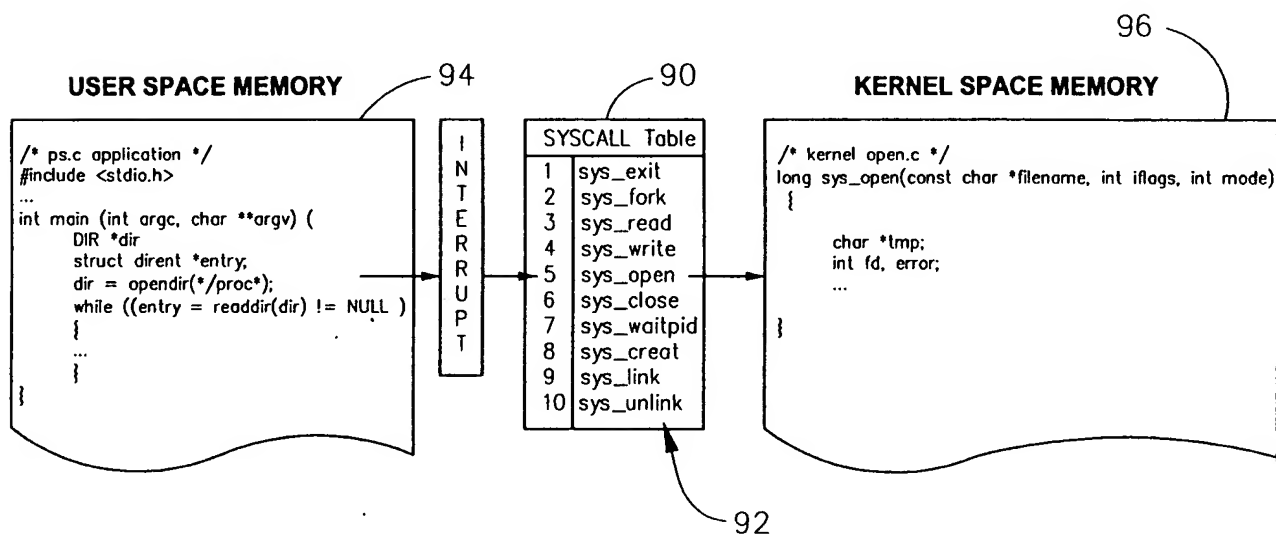 96
USER SPACE MEMORY
94
90
KERNEL SPACE MEMORY
/* ps.c application */
#include <stdio.h>
...
int main (int argc, char **argv) (
DIR *dir
struct dirent *entry;
dir = opendir(*/proc*);
while ((entry = readdir(dir) != NULL )
{
...
}
}
INTERRUPT
SYSCALL Table
1 sys_exit
2 sys_fork
3 sys_read
4 sys_write
5 sys_open
6 sys_close
7 sys_waitpid
8 sys_creat
9 sys_link
10 sys_unlink
92
/* kernel open.c */
long sys_open(const char *filename, int iflags, int mode)
{
char *tmp;
int fd, error;
...
}